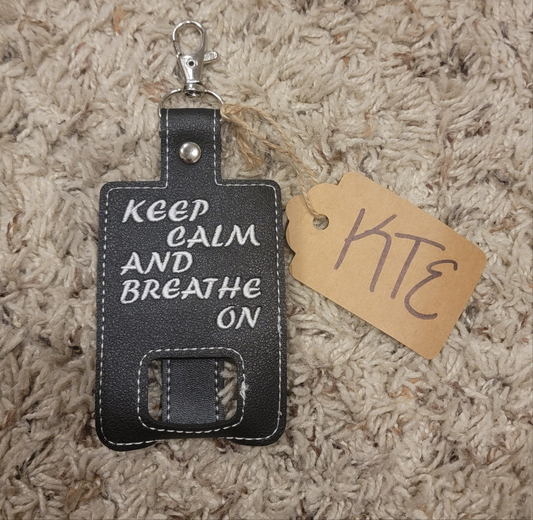 KEEP
CALM
AND
BREATHE
ON
KTE